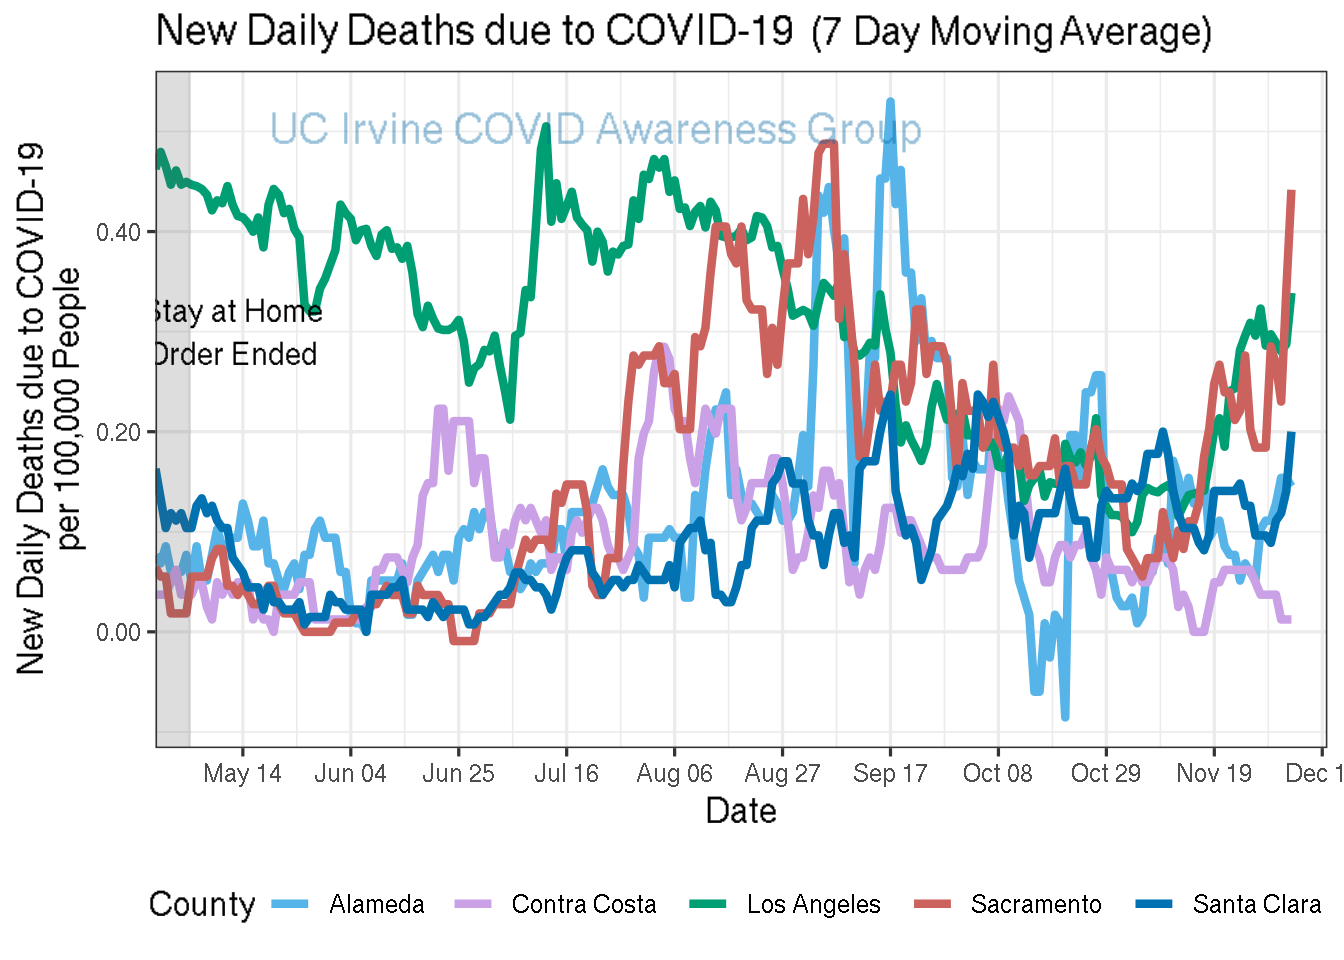 New Daily Deaths due to COVID-19 (7 Day Moving Average)
UC Irvine COVID Awareness Group
New Daily Deaths due to COVID-19
per 100,000 People
0.40
0.20
0.00
Stay at Home
Order Ended
May 14 Jun 04 Jun 25 Jul 16 Aug 06 Aug 27 Sep 17 Oct 08 Oct 29 Nov 19 Dec 1
Date
County Alameda Contra Costa Los Angeles Sacramento Santa Clara